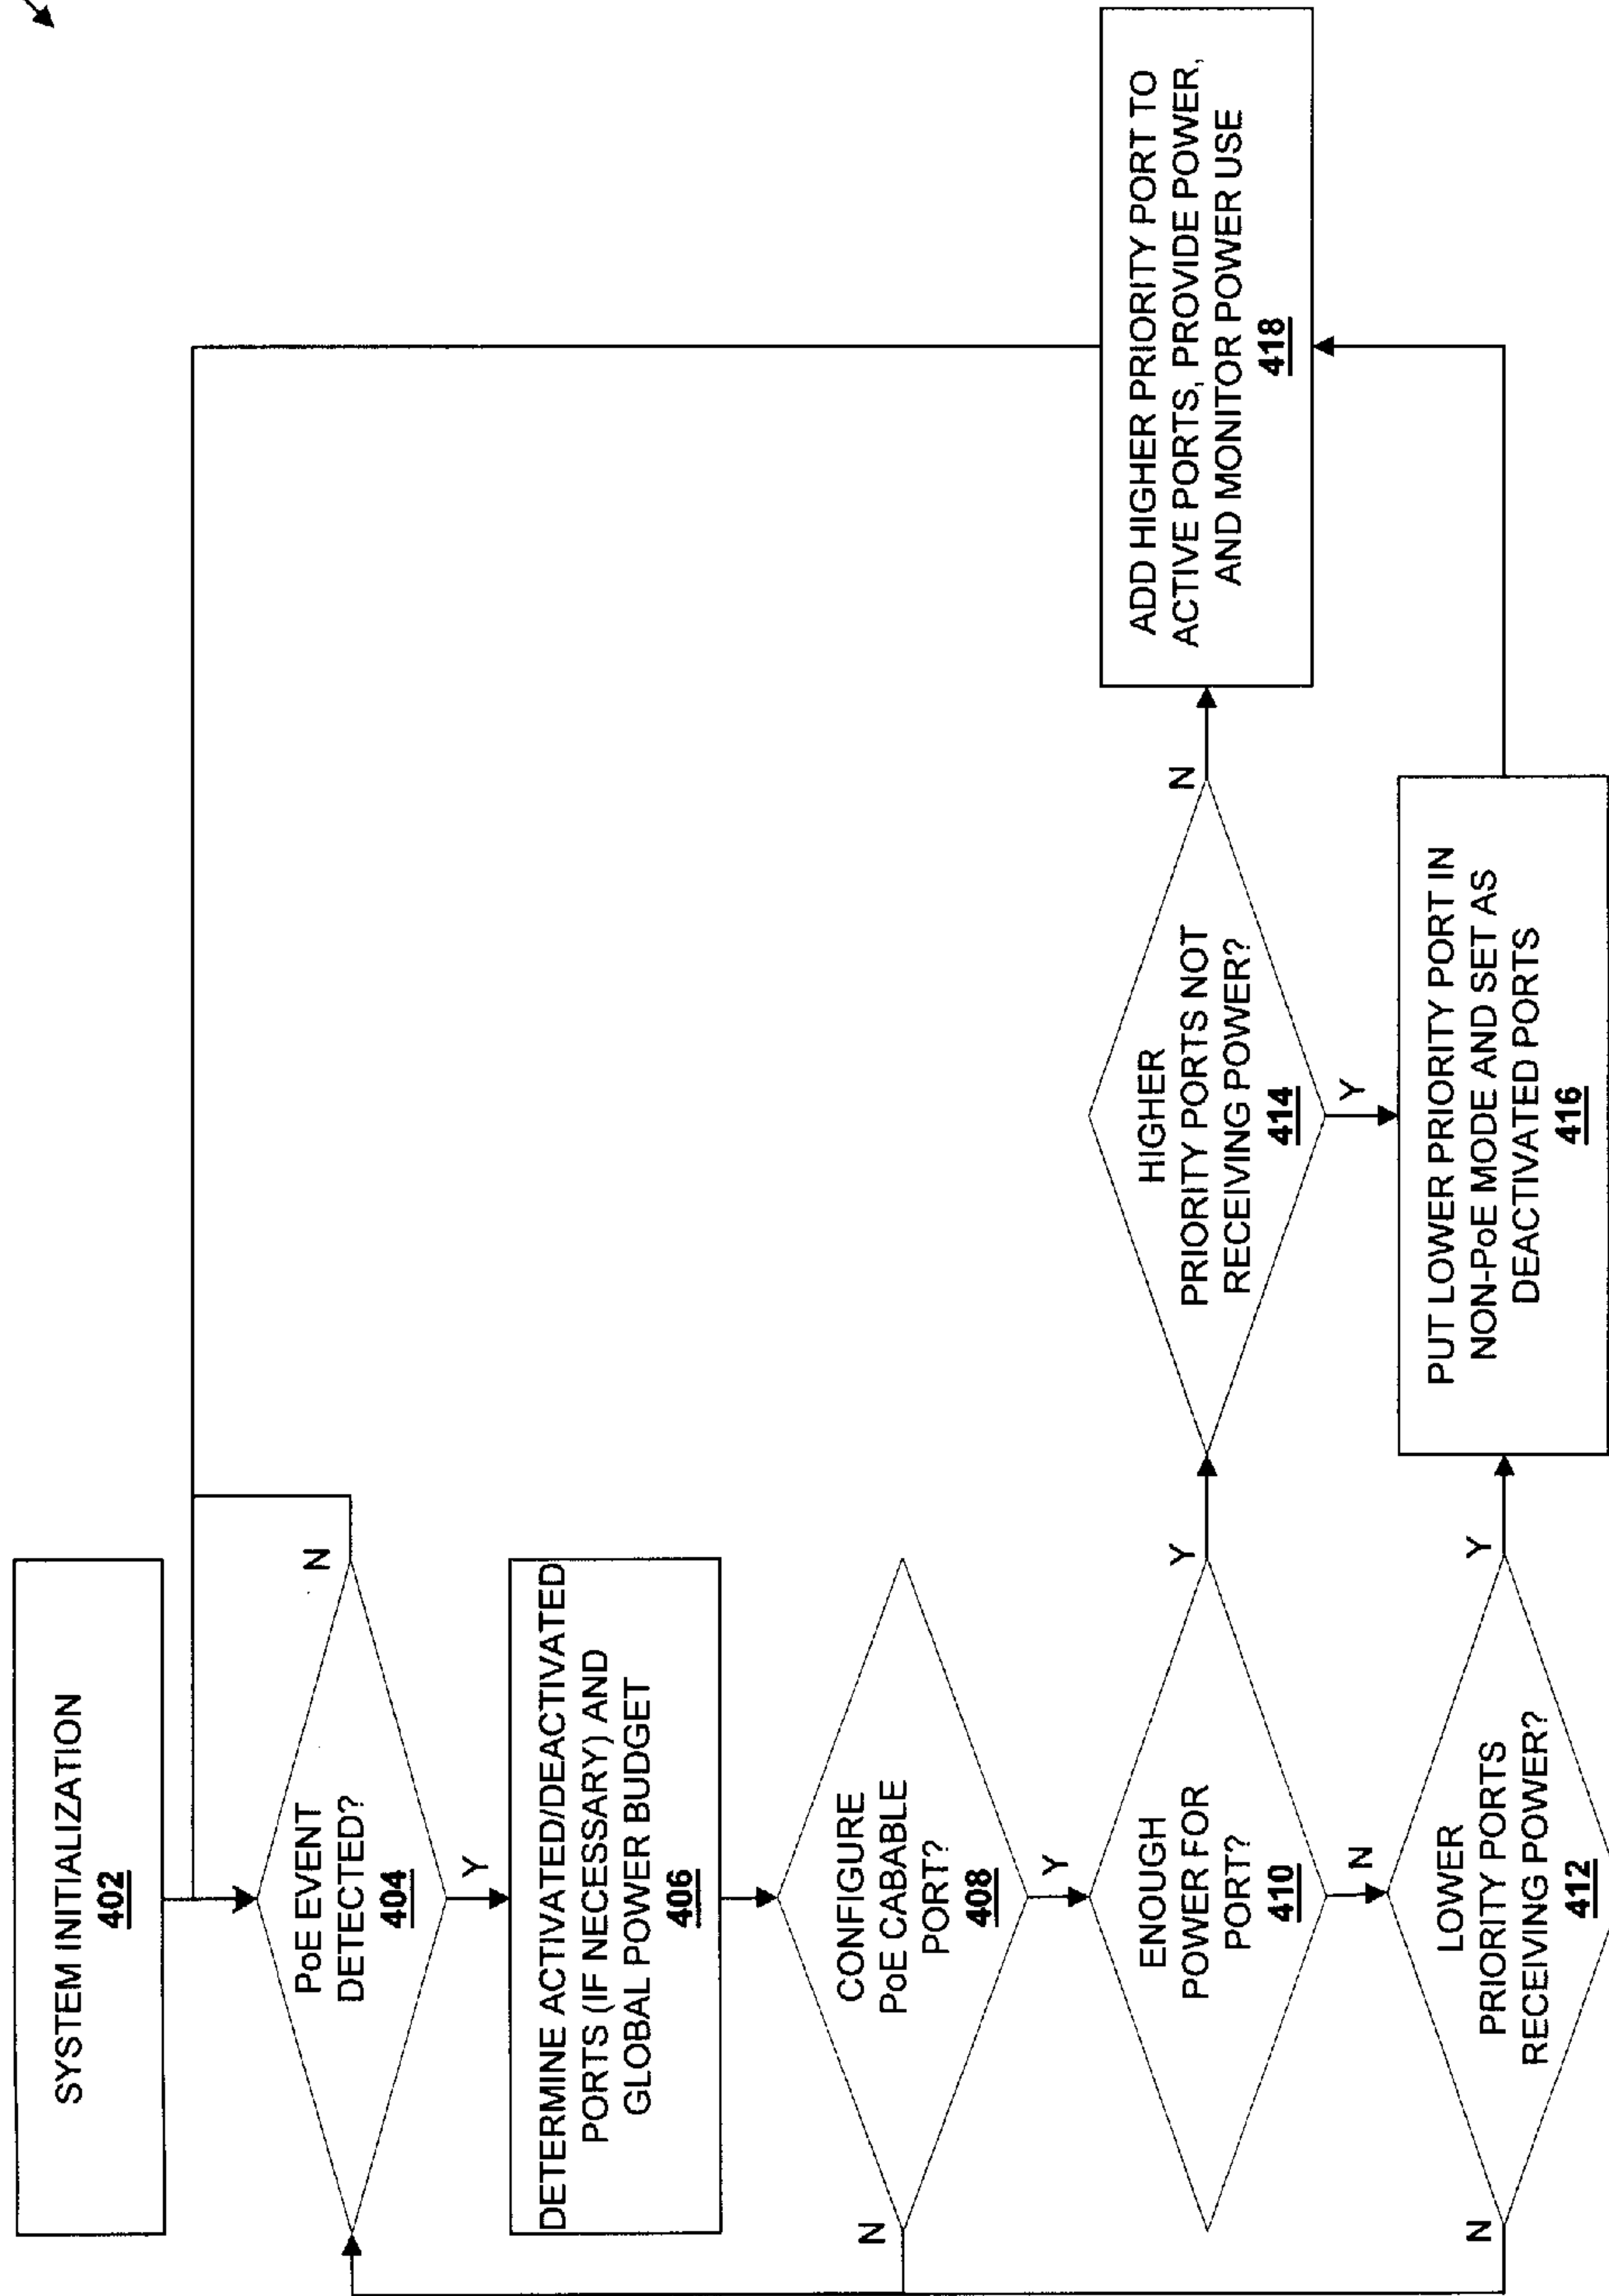 SYSTEM INITIALIZATION
402
PoE EVENT
DETECTED?
404
N
Y
DETERMINE ACTIVATED/DEACTIVATED
PORTS (IF NECESSARY) AND
GLOBAL POWER BUDGET
406
CONFIGURE
PoE CABABLE
PORT?
408
N
Y
ENOUGH
POWER FOR
PORT?
410
Y
N
LOWER
PRIORITY PORTS
RECEIVING POWER?
412
N
Y
HIGHER
PRIORITY PORTS NOT
RECEIVING POWER?
414
N
Y
PUT LOWER PRIORITY PORT IN
NON-PoE MODE AND SET AS
DEACTIVATED PORTS
416
ADD HIGHER PRIORITY PORT TO
ACTIVE PORTS, PROVIDE POWER,
AND MONITOR POWER USE
418